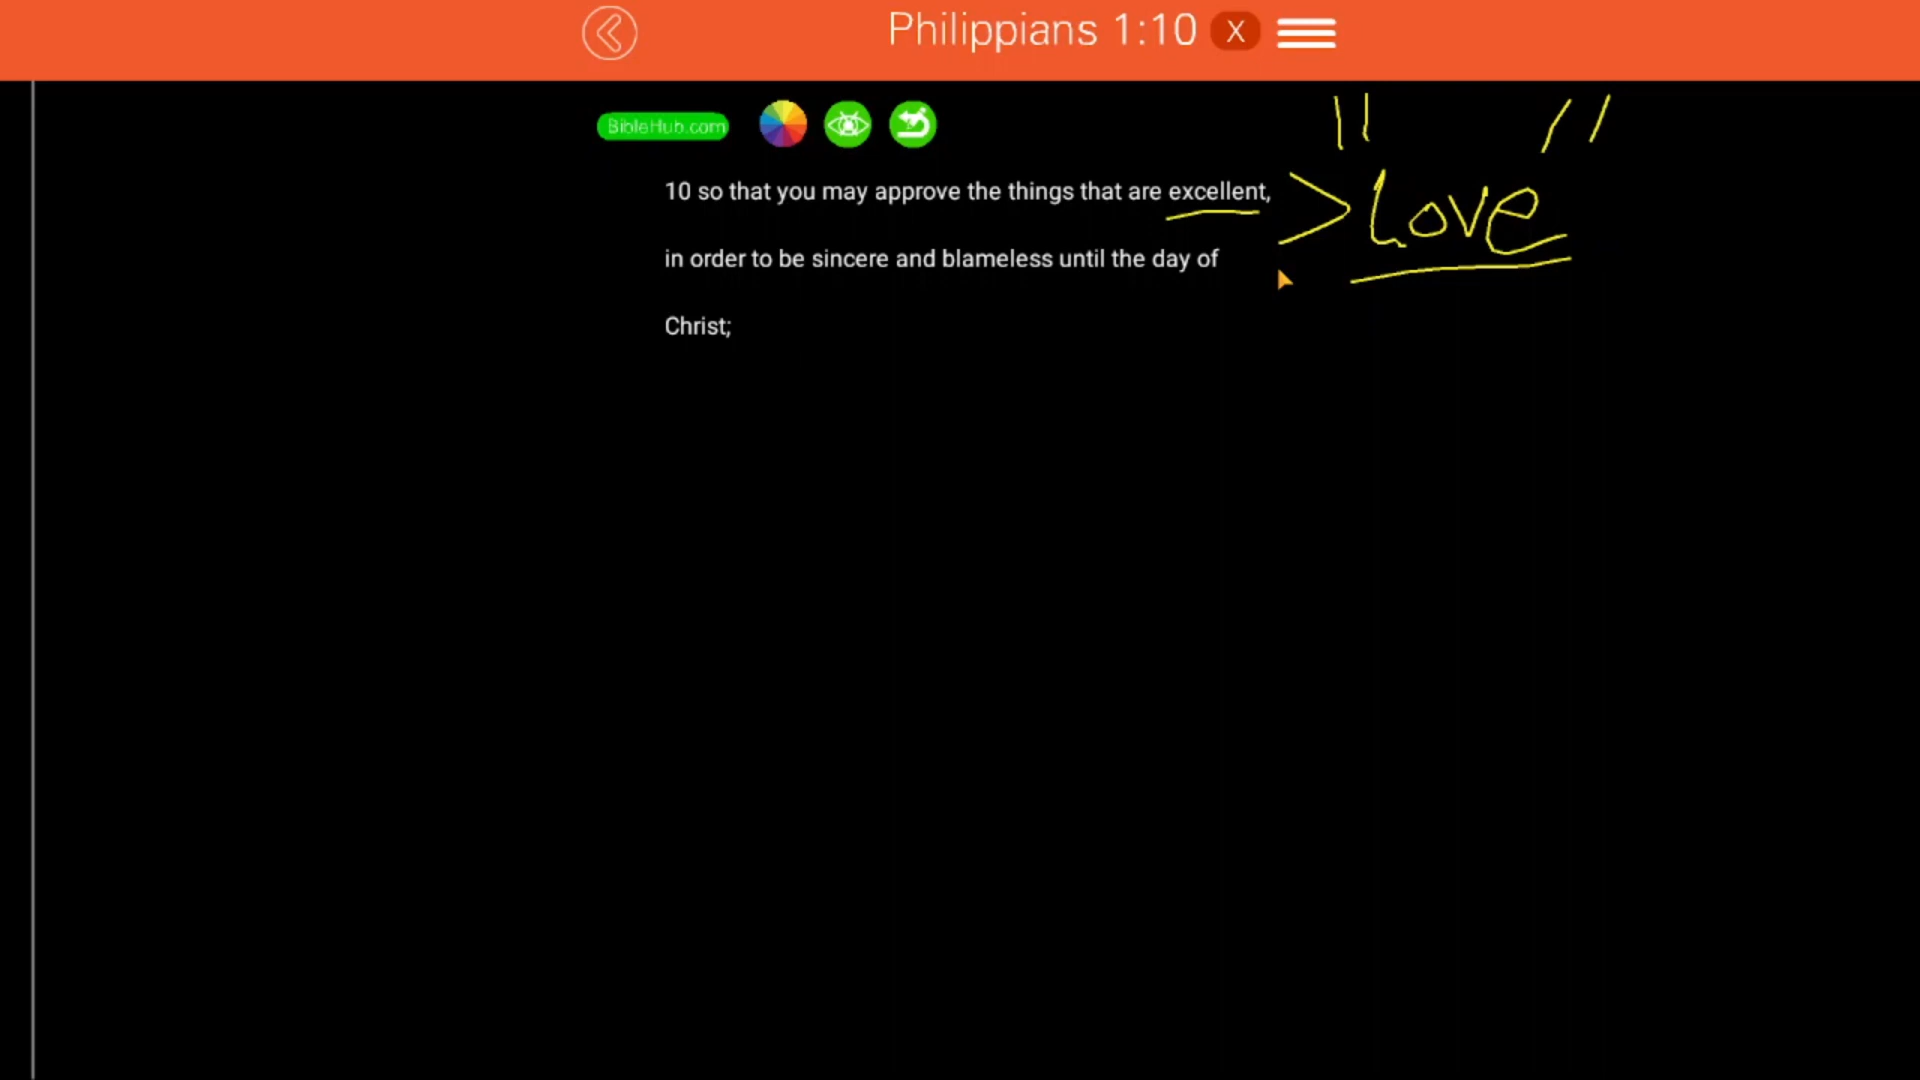 Philippians 1:10 X
BibleHub.com
10 so that you may approve the things that are excellent, > "Love"
in order to be sincere and blameless until the day of
Christ;